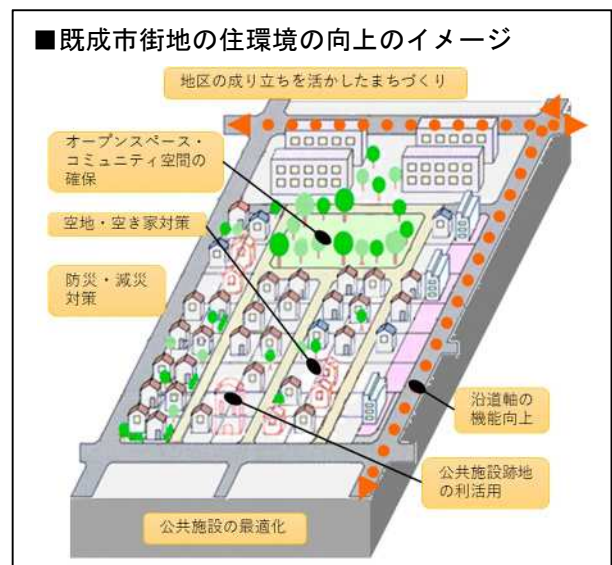 ■既成市街地の住環境の向上のイメージ
地区の成り立ちを活かしたまちづくり
オープンスペース・
コミュニティ空間の
確保
空地・空き家対策
防災・減災
対策
沿道軸の
機能向上
公共施設跡地
の利活用
公共施設の最適化